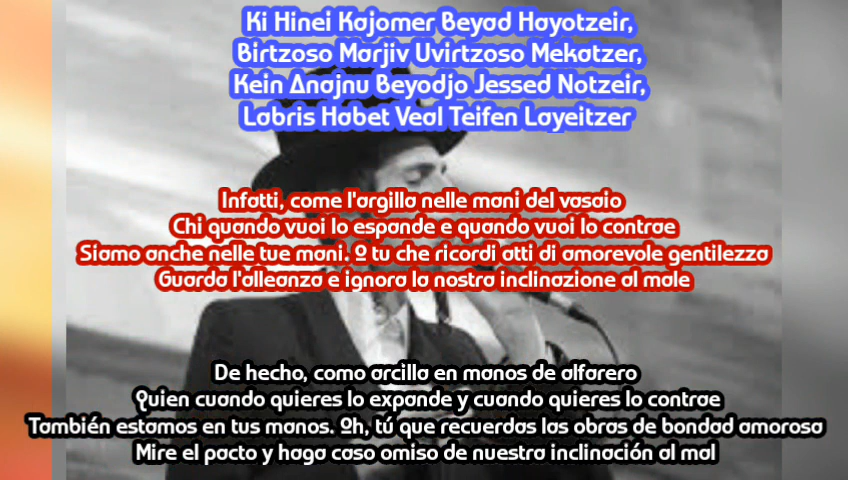 Ki Hinei Kajomer Beyad Hayotzeir,
Birtzoso Marjiv Uvirtzoso Mekatzer,
Kein Anajnu Beyadjo Jessed Notzeir,
Labris Habet Veal Teifen Layeitzer
Infatti, come l'argilla nelle mani del vasaio
Chi quando vuoi lo espande e quando vuoi lo contrae
Siamo anche nelle tue mani. O tu che ricordi atti di amorevole gentilezza
Guarda l'alleanza e ignora la nostra inclinazione al male
De hecho, como arcilla en manos de alfarero
Quien cuando quieres lo expande y cuando quieres lo contrae
También estamos en tus manos. Oh, tú que recuerdas las obras de bondad amorosa
Mire el pacto y haga caso omiso de nuestra inclinación al mal